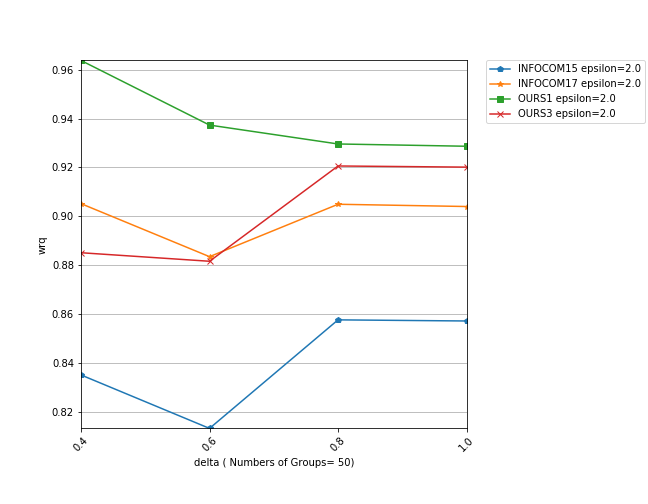 INFOCOM15 epsilon=2.0
INFOCOM17 epsilon=2.0
OURS1 epsilon=2.0
OURS3 epsilon=2.0
0.96
0.94
0.92
0.90
0.88
0.86
0.84
0.82
wrq
0.4
0.6
0.8
1.0
delta ( Numbers of Groups= 50)